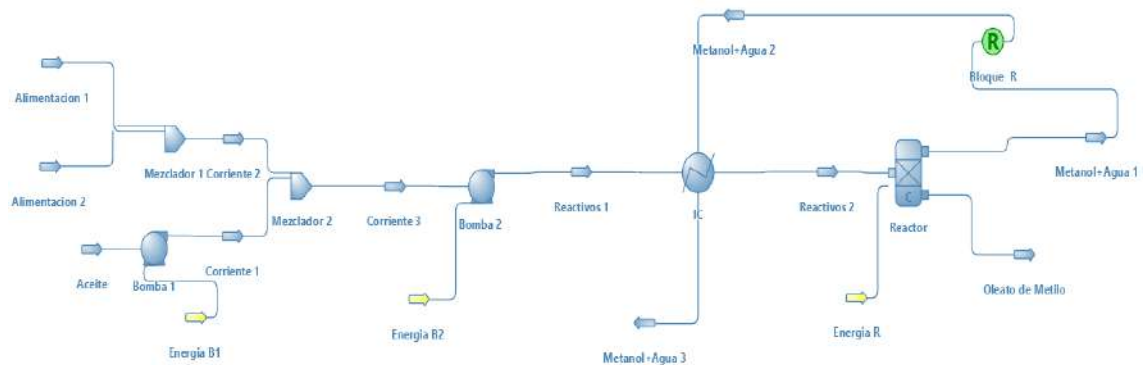 Metanol+Agua 2
R
Bloque R
Alimentacion 1
Mezclador 1 Corriente 2
Metanol+Agua 1
Alimentacion 2
Mezclador 2
Corriente 3
Bomba 2
Reactivos 1
IC
Reactivos 2
C
Reactor
Aceite
Bomba 1
Corriente 1
Oleato de Metilo
Energia B1
Energia B2
Metanol+Agua 3
Energia R